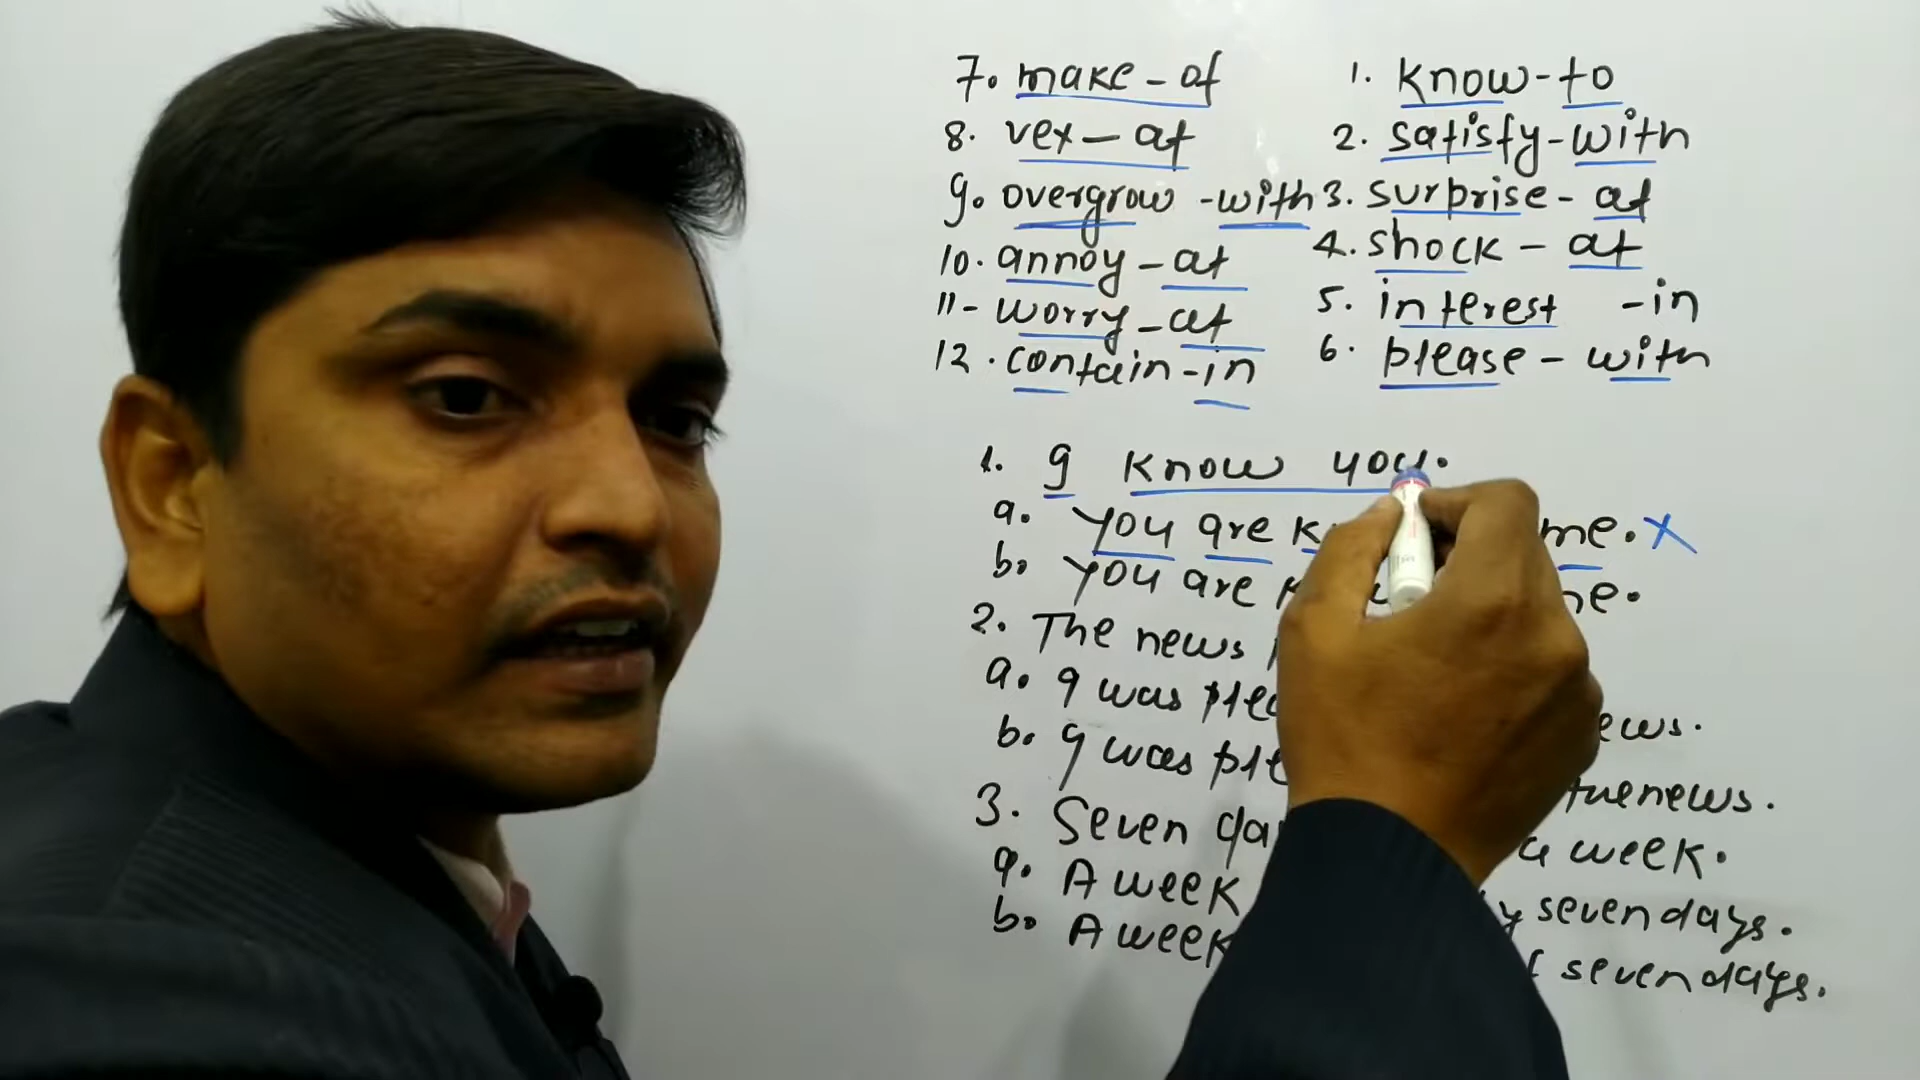 1. know-to
2. satisfy-with
3. surprise-at
4. shock-at
5. interest -in
6. please-with
7. make-of
8. vex-at
9. overgrow-with
10. annoy-at
11- worry-at
12. contain-in
1. I know you.
a. You are me. X
b. You are
2. The news
a. I was news.
b. I was the news.
3. Seven a week.
a. A week seven days.
b. A week seven days.